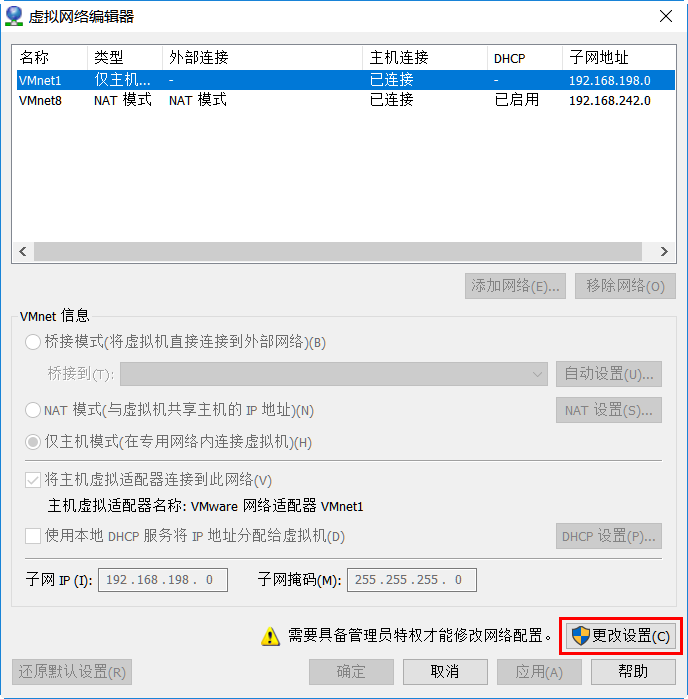 虚拟网络编辑器
名称 类型 外部连接 主机连接 DHCP 子网地址
VMnet1 仅主机... - 已连接 - 192.168.198.0
VMnet8 NAT 模式 NAT 模式 已连接 已启用 192.168.242.0
添加网络(E)... 移除网络(O)
VMnet 信息
桥接模式(将虚拟机直接连接到外部网络)(B)
桥接到(T): 自动设置(U)...
NAT 模式(与虚拟机共享主机的 IP 地址)(N) NAT 设置(S)...
仅主机模式(在专用网络内连接虚拟机)(H)
将主机虚拟适配器连接到此网络(V)
主机虚拟适配器名称: VMware 网络适配器 VMnet1
使用本地 DHCP 服务将 IP 地址分配给虚拟机(D) DHCP 设置(P)...
子网 IP (I): 192.168.198. 0 子网掩码(M): 255.255.255. 0
需要具备管理员特权才能修改网络配置。 更改设置(C)
还原默认设置(R) 确定 取消 应用(A) 帮助